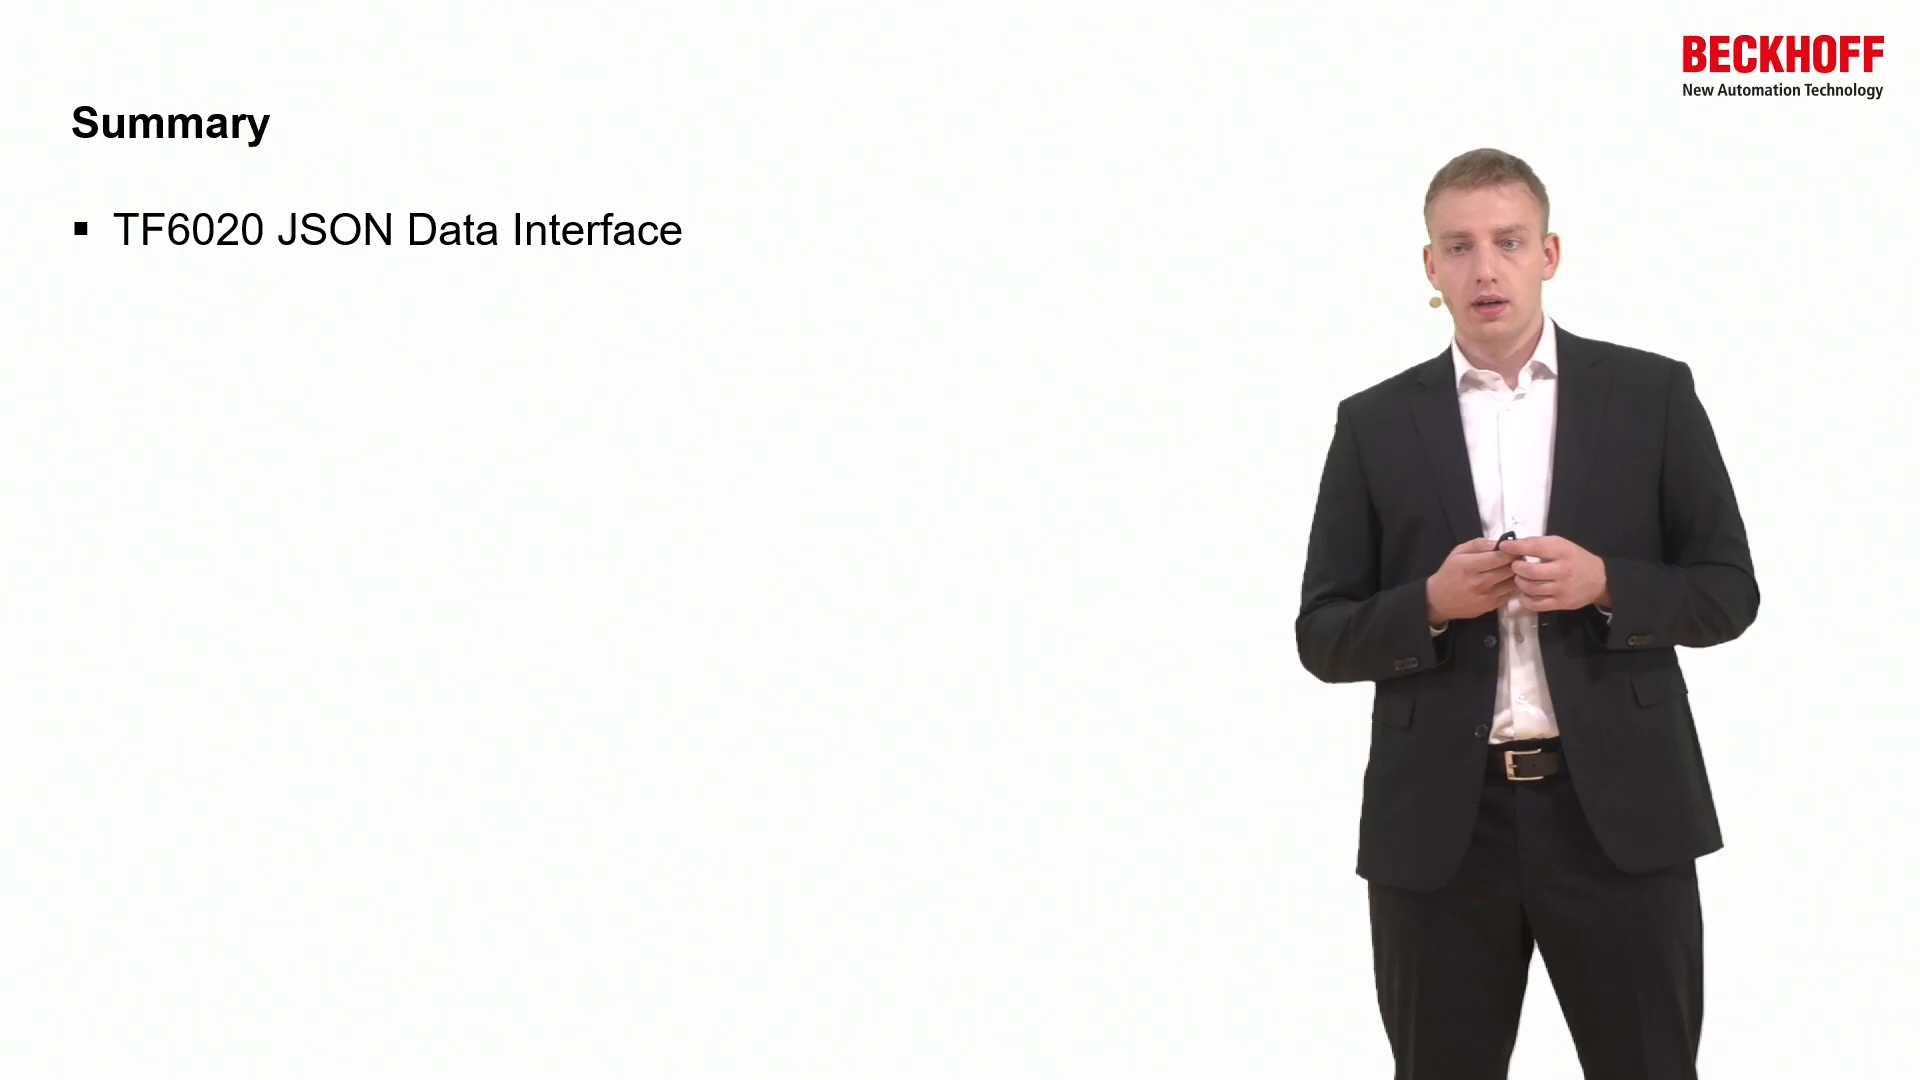 BECKHOFF
New Automation Technology
Summary
▪ TF6020 JSON Data Interface